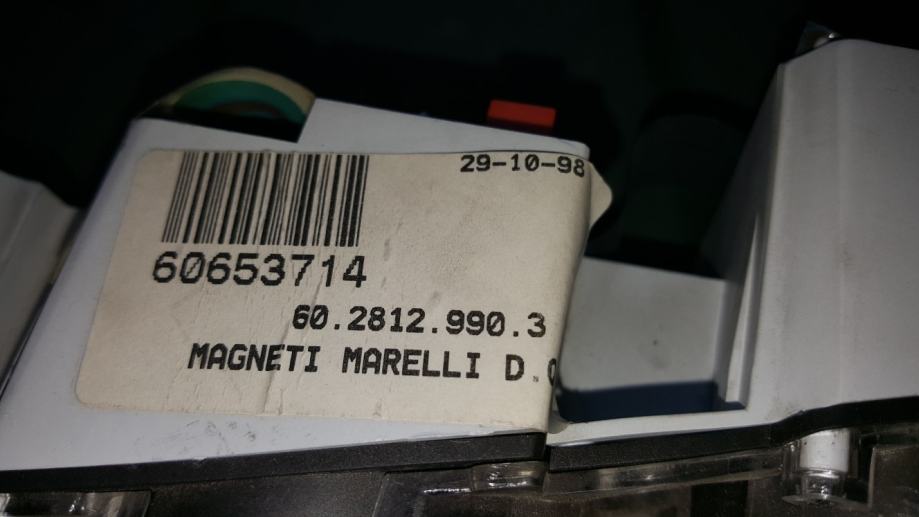 29-10-98
60653714
60.2812.990.3
MAGNETI MARELLI D.